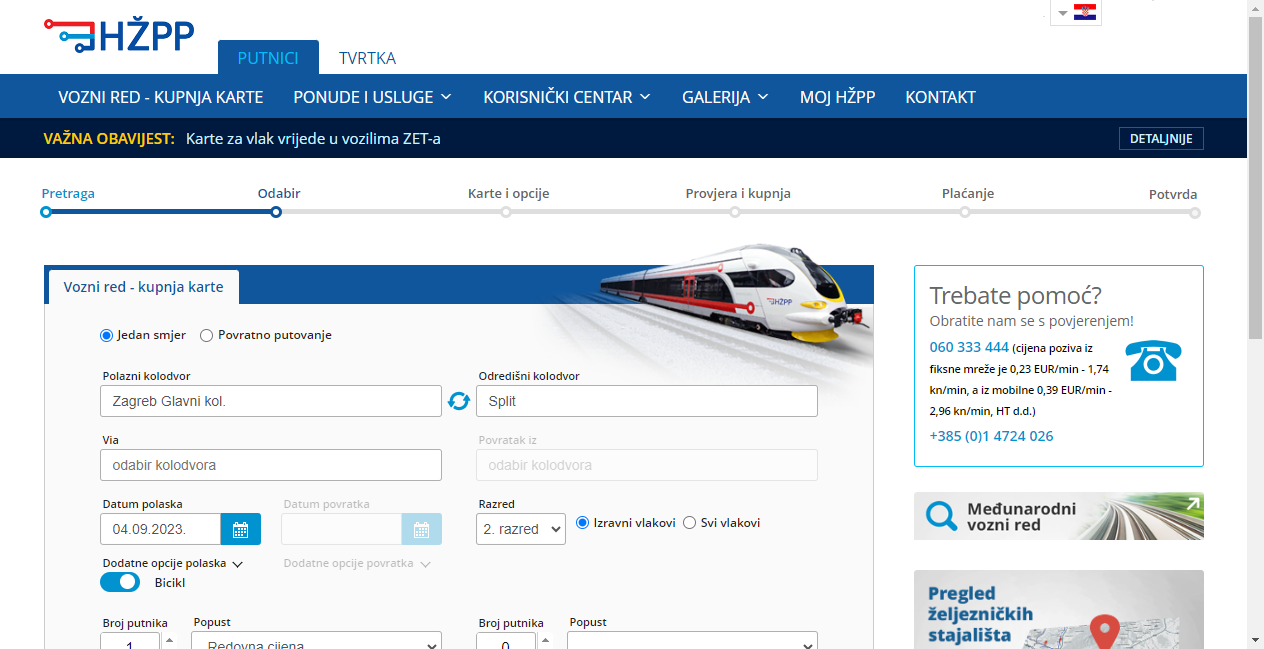 HŽPP
PUTNICI
TVRTKA
VOZNI RED - KUPNJA KARTE
PONUDE I USLUGE
KORISNIČKI CENTAR
GALERIJA
MOJ HŽPP
KONTAKT
VAŽNA OBAVIJEST: Karte za vlak vrijede u vozilima ZET-a
DETALJNIJE
Pretraga
Odabir
Karte i opcije
Provjera i kupnja
Plaćanje
Potvrda
Vozni red - kupnja karte
HŽPP
Jedan smjer
Povratno putovanje
Polazni kolodvor
Odredišni kolodvor
Zagreb Glavni kol.
Split
Via
Povratak iz
odabir kolodvora
odabir kolodvora
Datum polaska
Datum povratka
Razred
04.09.2023.
2. razred
Izravni vlakovi
Svi vlakovi
Dodatne opcije polaska
Dodatne opcije povratka
Bicikl
Broj putnika
Popust
Broj putnika
Popust
1
Redovna cijena
0
Trebate pomoć?
Obratite nam se s povjerenjem!
060 333 444 (cijena poziva iz
fiksne mreže je 0,23 EUR/min - 1,74
kn/min, a iz mobilne 0,39 EUR/min -
2,96 kn/min, HT d.d.)
+385 (0)1 4724 026
Međunarodni
vozni red
Pregled
željezničkih
stajališta